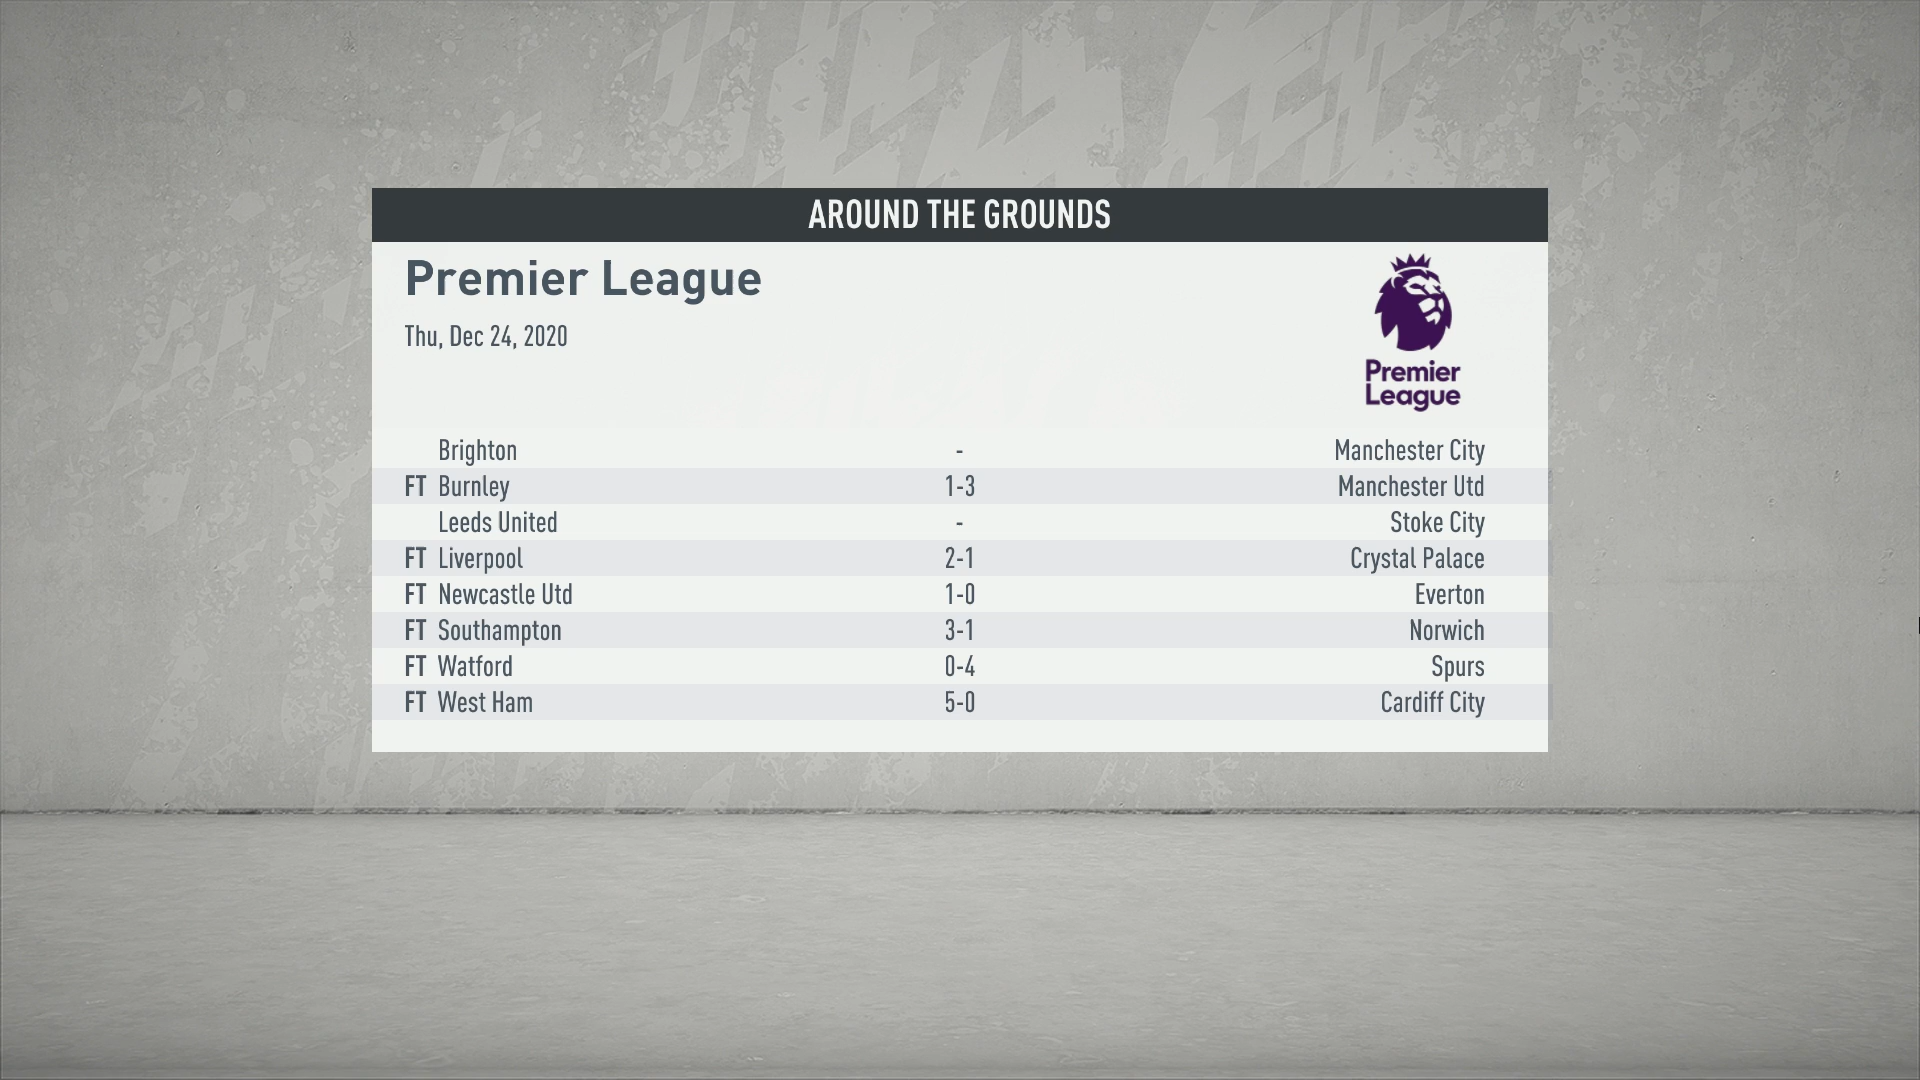 AROUND THE GROUNDS
Premier League
Thu, Dec 24, 2020
Premier
League
Brighton - Manchester City
FT Burnley 1-3 Manchester Utd
Leeds United - Stoke City
FT Liverpool 2-1 Crystal Palace
FT Newcastle Utd 1-0 Everton
FT Southampton 3-1 Norwich
FT Watford 0-4 Spurs
FT West Ham 5-0 Cardiff City